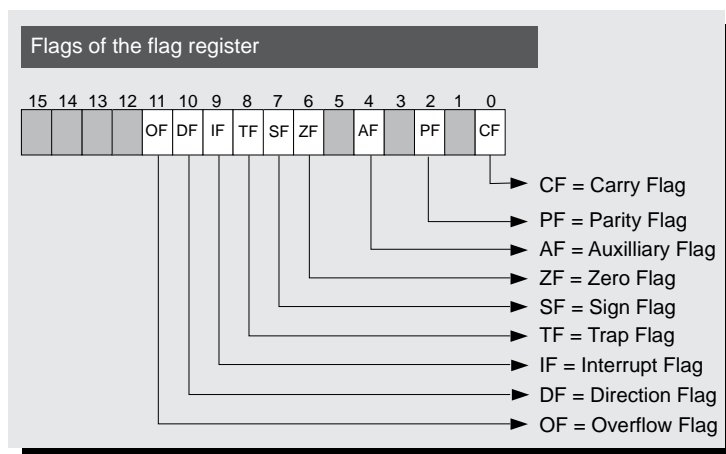 Flags of the flag register
15 14 13 12 11 10 9 8 7 6 5 4 3 2 1 0
OF DF IF TF SF ZF AF PF CF
CF = Carry Flag
PF = Parity Flag
AF = Auxilliary Flag
ZF = Zero Flag
SF = Sign Flag
TF = Trap Flag
IF = Interrupt Flag
DF = Direction Flag
OF = Overflow Flag